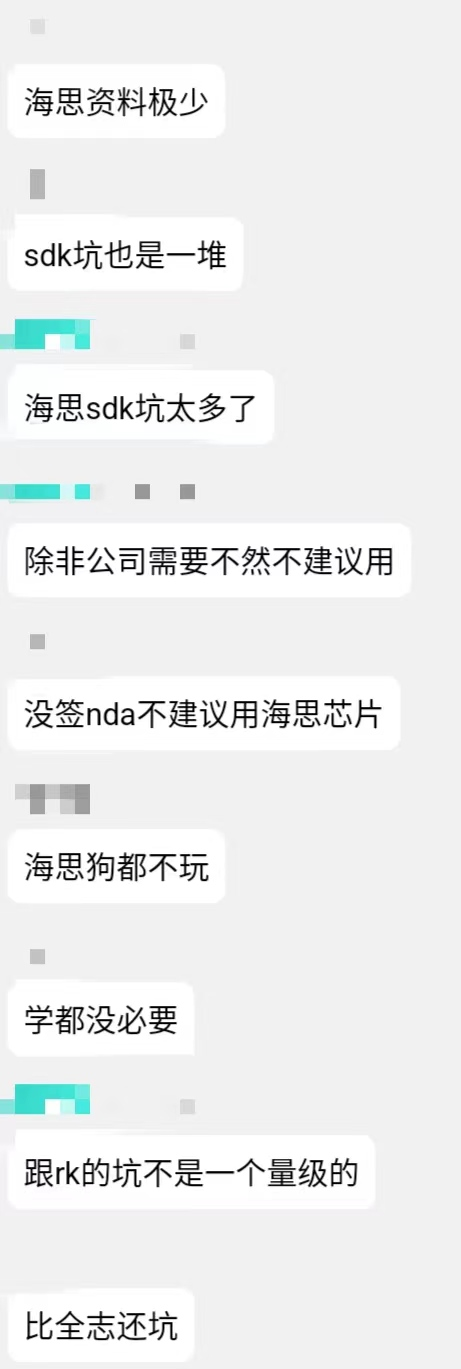 海思资料极少
sdk坑也是一堆
海思sdk坑太多了
除非公司需要不然不建议用
没签nda不建议用海思芯片
海思狗都不玩
学都没必要
跟rk的坑不是一个量级的
比全志还坑